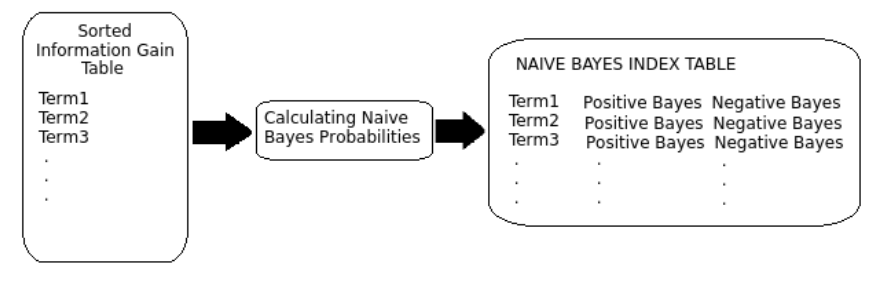 Sorted
Information Gain
Table
Term1
Term2
Term3
.
.
.
Calculating Naive
Bayes Probabilities
NAIVE BAYES INDEX TABLE
Term1 Positive Bayes Negative Bayes
Term2 Positive Bayes Negative Bayes
Term3 Positive Bayes Negative Bayes
. . .
. . .
. . .